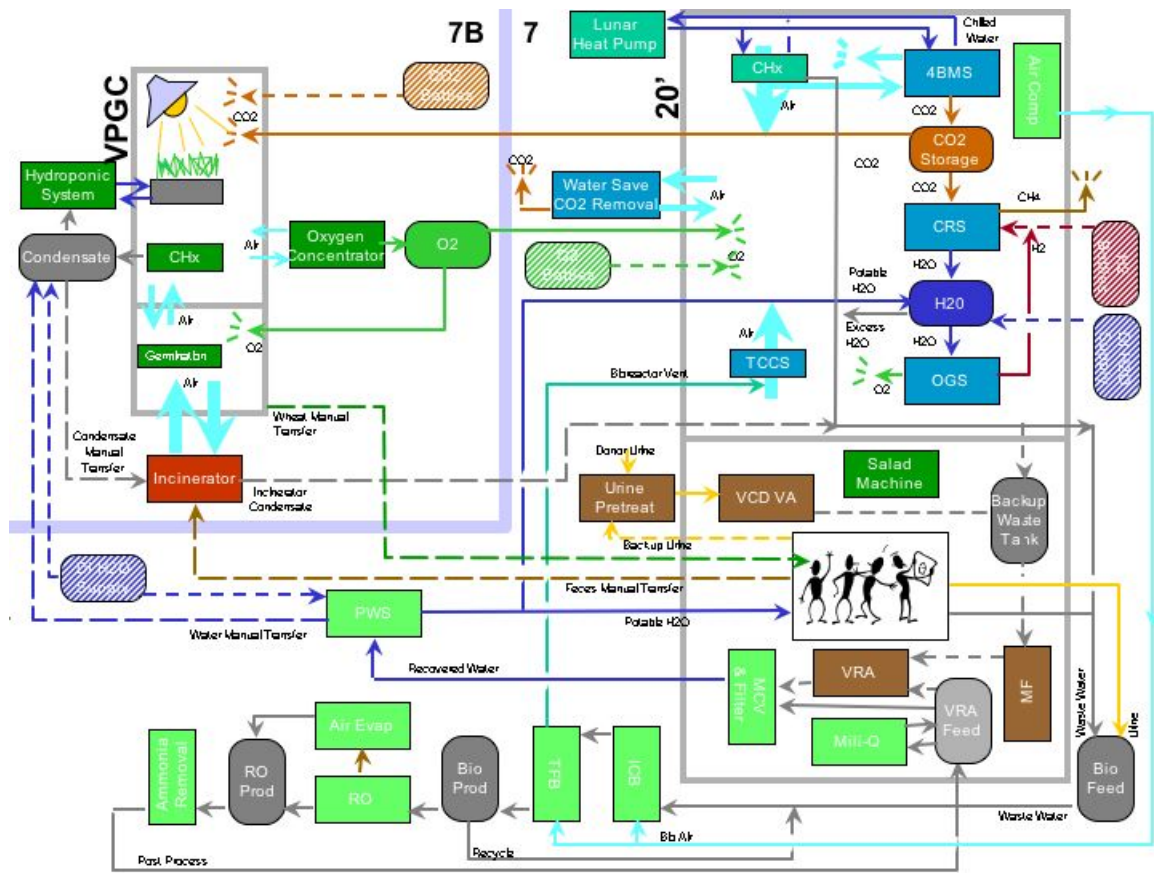 7B
7
Lunar
Heat Pump
Chilled
Water
CHx
4BMS
Air Comp
20'
VPGC
CO2
Air
CO2
CO2
CO2
Storage
CO2
CO2
CO2
CO2
Hydroponic
System
Water Save
CO2 Removal
Air
CH4
CRS
Condensate
CHx
Air
Oxygen
Concentrator
O2
O2
H2
H2O
Potable
H2O
H20
Air
Excess
H2O
H2O
Air
O2
Germination
Air
TCCS
OGS
O2
Bioreactor Vent
Wheat Manual
Transfer
Condensate
Manual
Transfer
Incinerator
Incinerator
Condensate
Donor Urine
Urine
Pretreat
VCD VA
Salad
Machine
Backup
Waste
Tank
Backup Urine
Feces Manual Transfer
PWS
Water Manual Transfer
Potable H2O
Recovered Water
MCV
& Filter
VRA
MF
Waste Water
Urine
VRA
Feed
Milli-Q
Ammonia
Removal
RO
Prod
Air Evap
RO
Bio
Prod
TFB
ICB
Bio
Feed
Waste Water
Bio Air
Recycle
Post Process